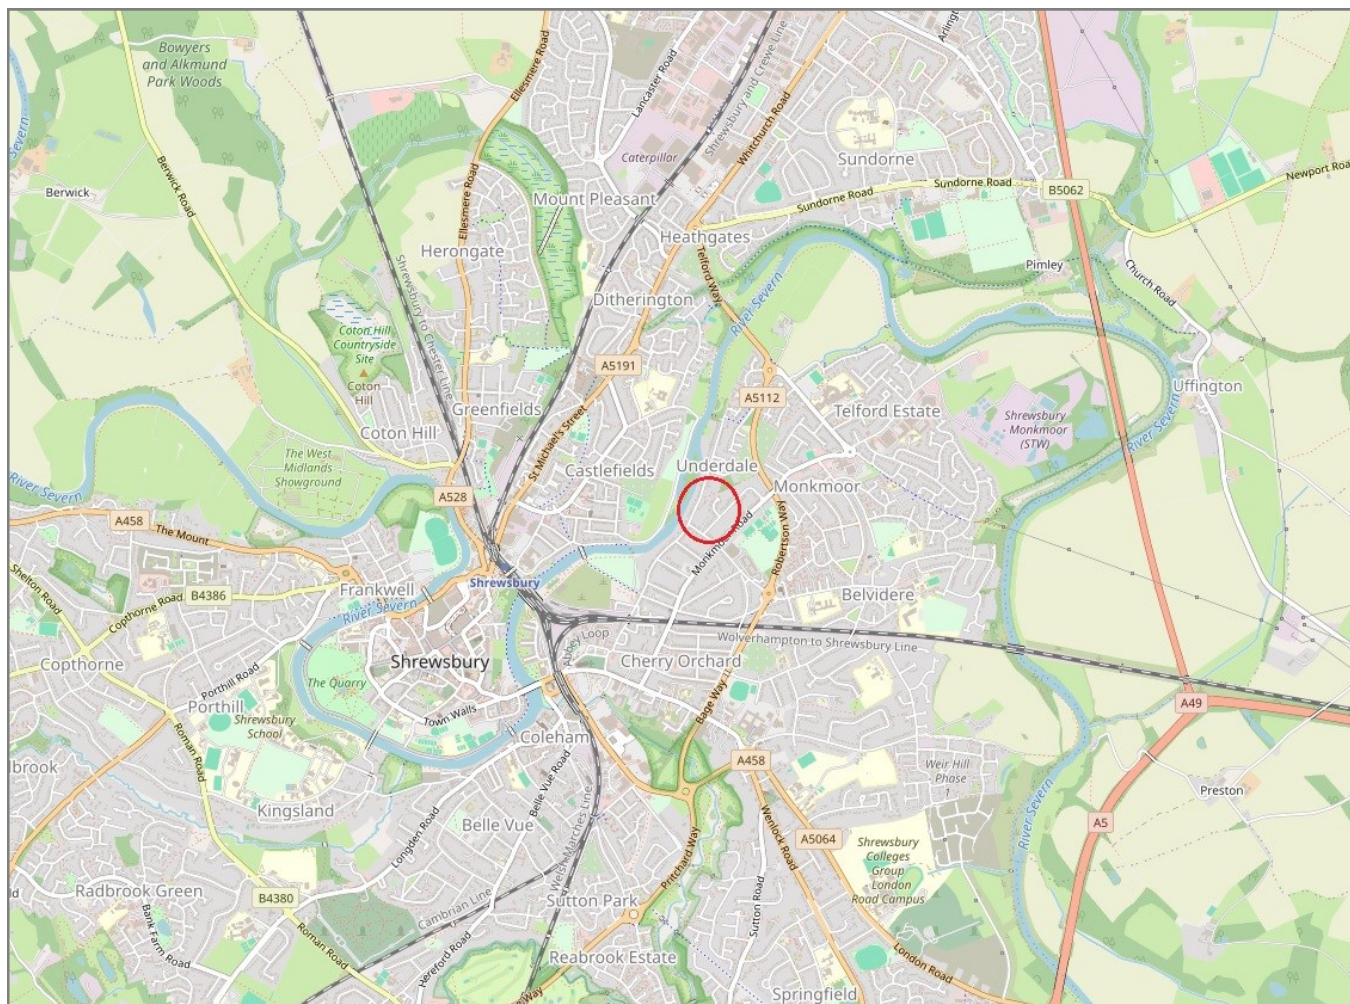 Bowyers
and Alkmund
Park Woods
Ellesmere Road
Lancaster Road
Shrewsbury and Crewe Line
Whitchurch Road
Caterpillar
Sundorne
River Severn
Berwick
Berwick Road
Ellesmere Road
Mount Pleasant
Sundorne Road
Sundorne Road
B5062
Newport Roa
Heathgates
Herongate
Telford Way
Pimley
Church Road
Shrewsbury to Chester Line
Ditherington
River Severn
Coton Hill
Countryside
Site
Coton
Hill
A5191
A5112
Uffington
Greenfields
Telford Estate
Shrewsbury
- Monkmoor
(STW)
River Severn
Coton Hill
St Michael's Street
The West
Midlands
Showground
Castlefields
Underdale
Monkmoor
River Severn
A528
A458
The Mount
Monkmoor Road
Robertson Way
Shelton Road
Copthorne Road
B4386
Frankwell
River Severn
Shrewsbury
Belvidere
Abbey Loop
Wolverhampton to Shrewsbury Line
Copthorne
Shrewsbury
Cherry Orchard
Porthill Road
The Quarry
Porthill
Shrewsbury
School
Town Walls
Bage Way
A49
Roman Road
Coleham
lbrook
A458
Weir Hill
Phase
1
Preston
Belle Vue Road
Kingsland
Longden Road
Belle Vue
Welsh Matches Line
Pritchard Way
Wenlock Road
A5064
A5
River Severn
Shrewsbury
Colleges
Group
London
Road Campus
Radbrook Green
B4380
Cambrian Line
Sutton Park
Sutton Road
Bank Farm Road
Roman Road
Hereford Road
Reabrook Estate
London Road
Way
Springfield